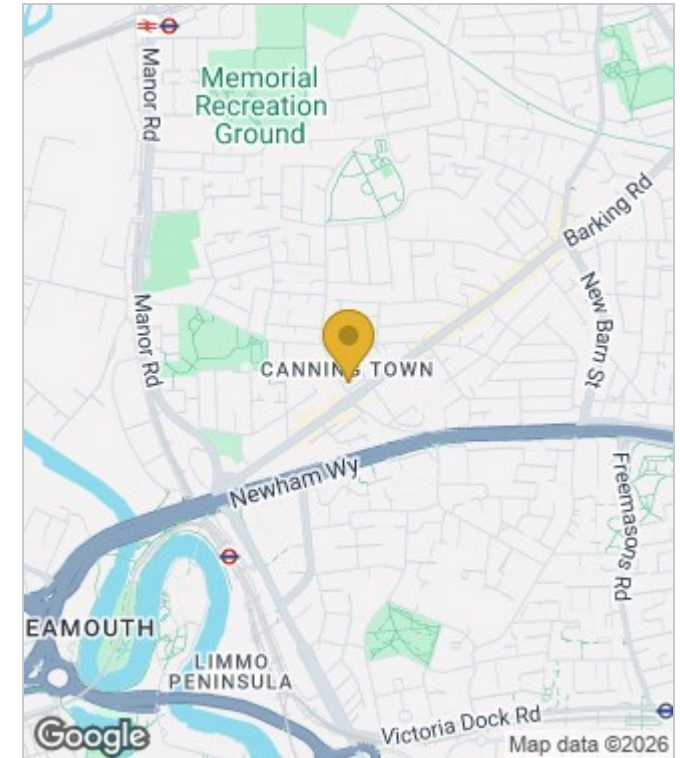 Manor Rd
Memorial
Recreation
Ground
Barking Rd
New Barn St
Manor Rd
CANNING TOWN
Newham Wy
Freemasons Rd
EAMOUTH
LIMMO
PENINSULA
Victoria Dock Rd
Google
Map data ©2026